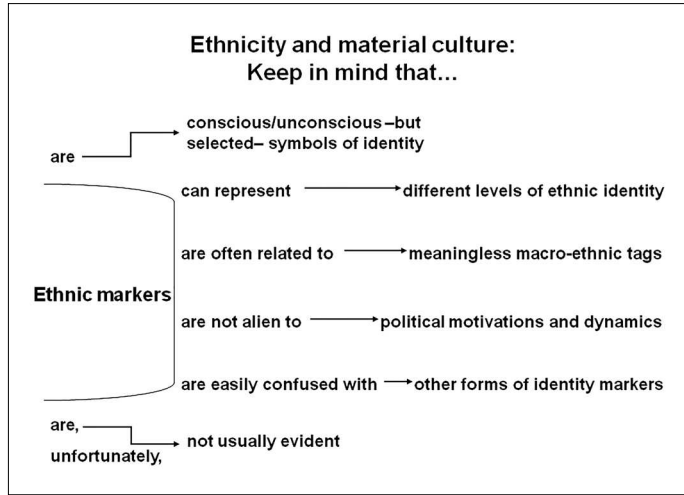 Ethnicity and material culture:
Keep in mind that...
are
conscious/unconscious –but
selected– symbols of identity
can represent different levels of ethnic identity
are often related to meaningless macro-ethnic tags
Ethnic markers
are not alien to political motivations and dynamics
are easily confused with other forms of identity markers
are,
unfortunately,
not usually evident